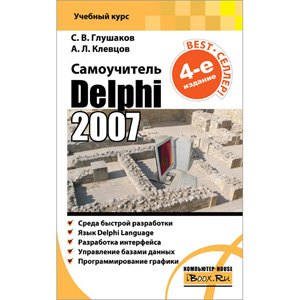 Учебный курс
С. В. Глушаков
А. Л. Клевцов
BEST-СЕЛЛЕР!
4-е
издание
Самоучитель
Delphi
2007
Среда быстрой разработки
Язык Delphi Language
Разработка интерфейса
Управление базами данных
Программирование графики
КОМПЬЮТЕР-HOUSE
iBook.Ru